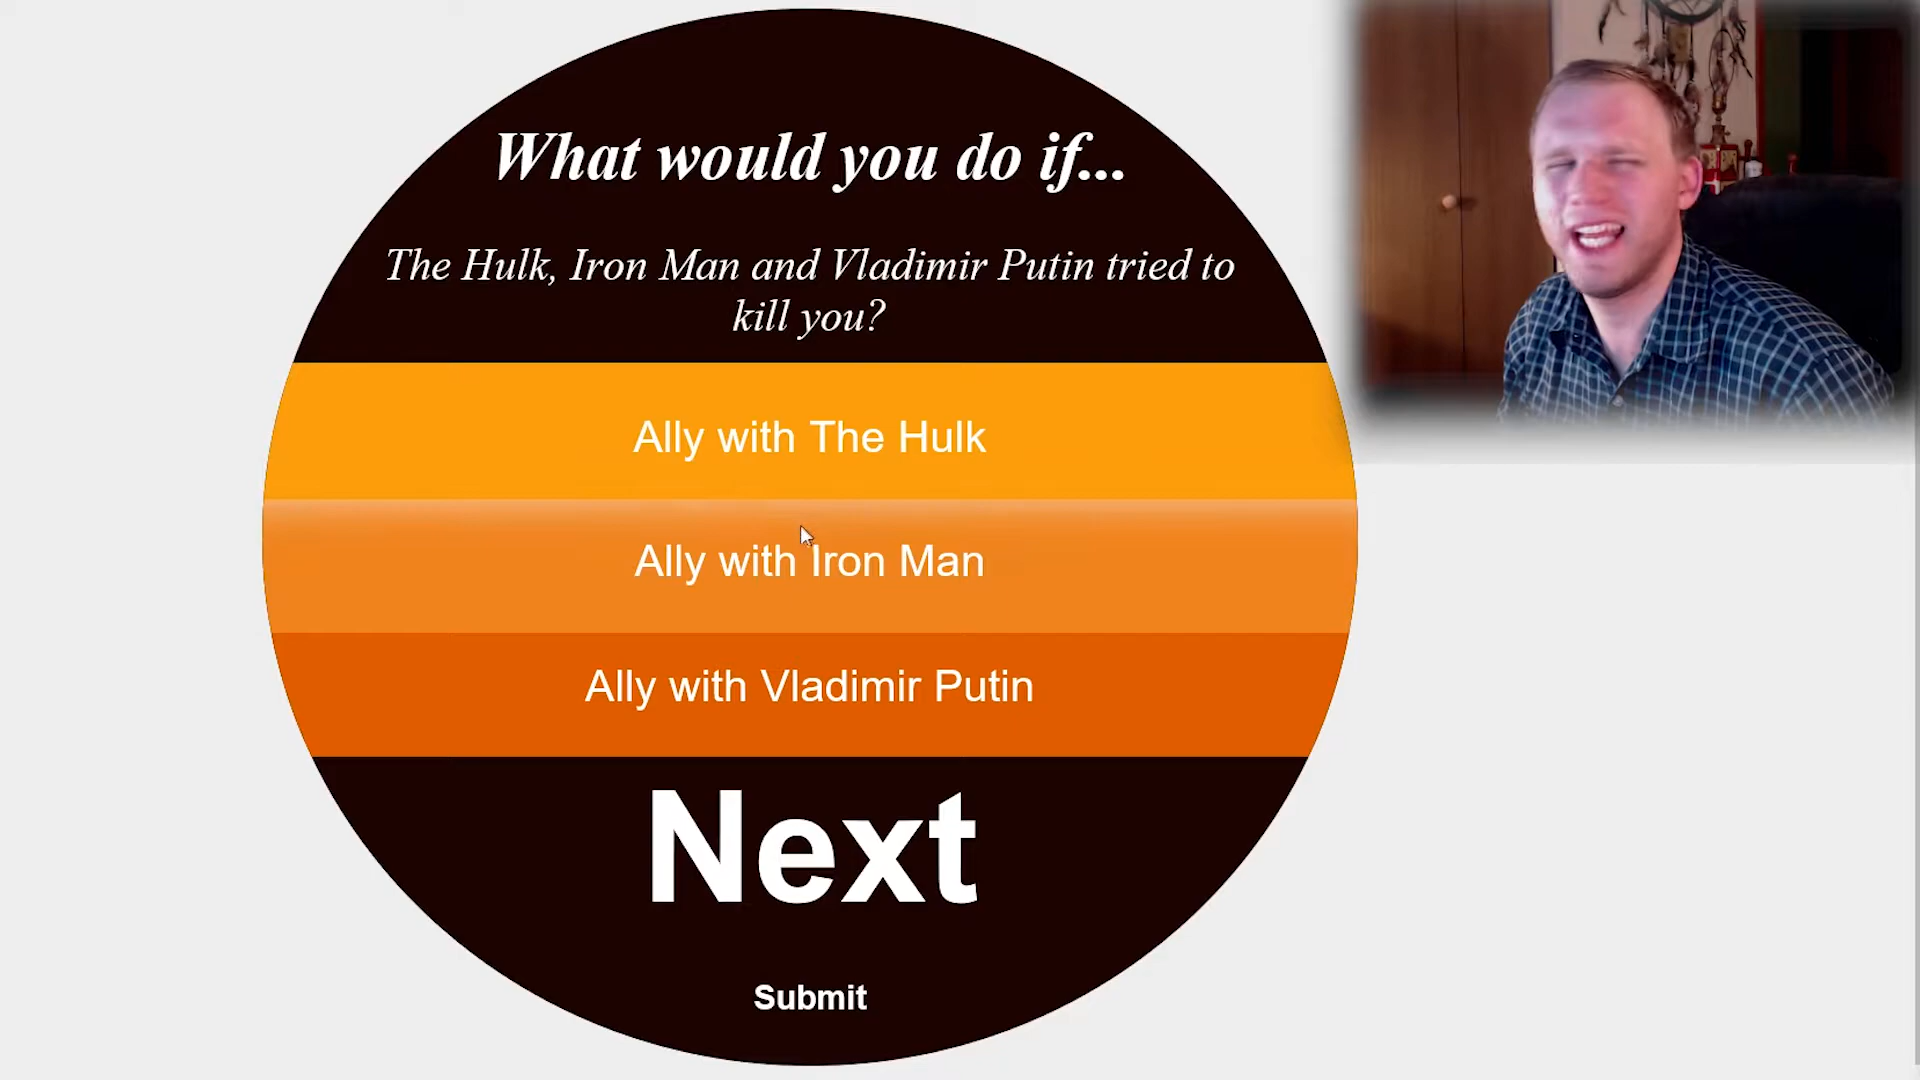 What would you do if...
The Hulk, Iron Man and Vladimir Putin tried to
kill you?
Ally with The Hulk
Ally with Iron Man
Ally with Vladimir Putin
Next
Submit